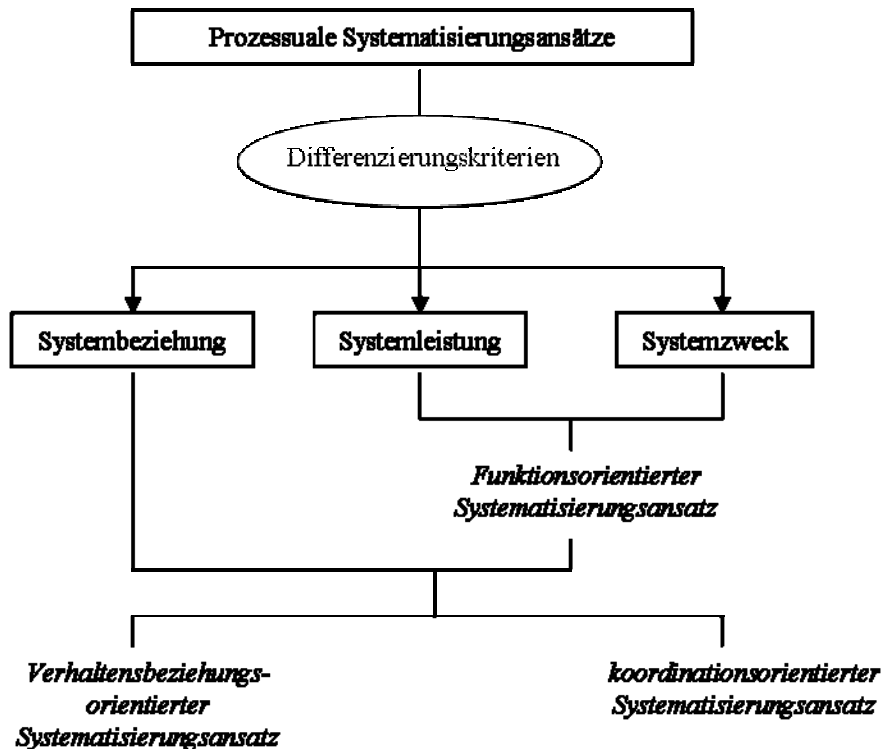 Prozessuale Systematisierungsansätze
Differenzierungskriterien
Systembeziehung
Systemleistung
Systemzweck
Funktionsorientierter
Systematisierungsansatz
Verhaltensbeziehungs-
orientierter
Systematisierungsansatz
koordinationsorientierter
Systematisierungsansatz